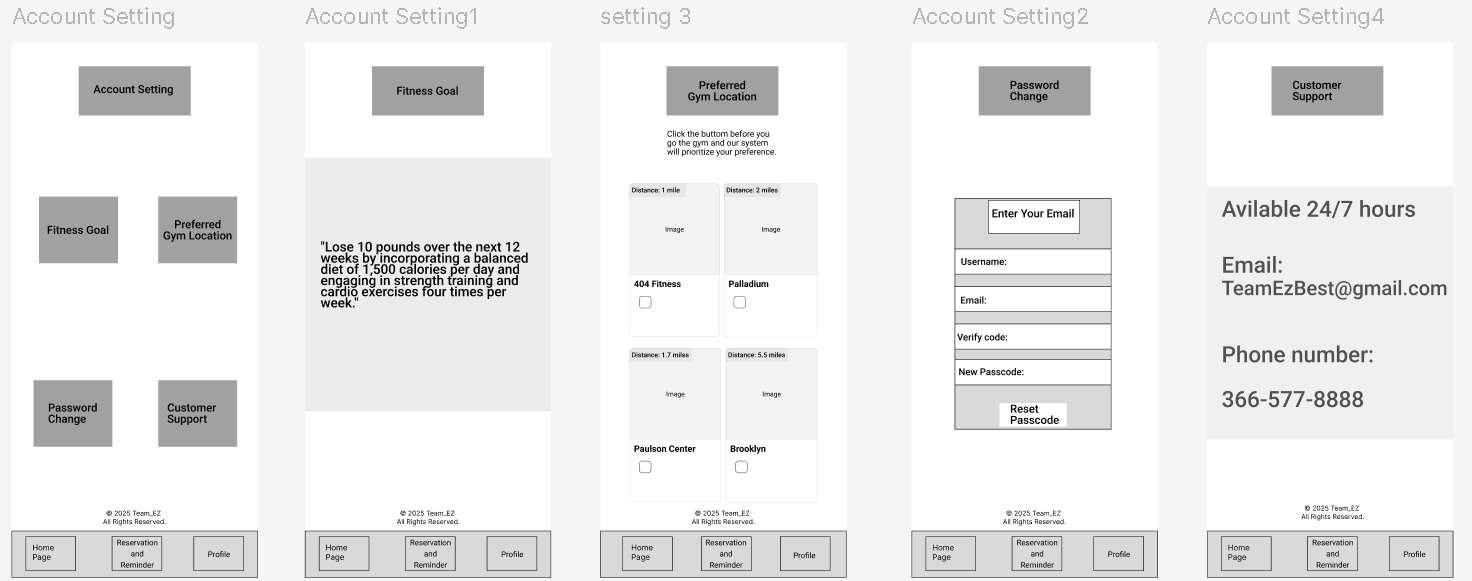 Account Setting
Account Setting
Fitness Goal
Preferred
Gym Location
Password
Change
Customer
Support
© 2025 Team_EZ
All Rights Reserved.
Home
Page
Reservation
and
Reminder
Profile
Account Setting1
Fitness Goal
"Lose 10 pounds over the next 12
weeks by incorporating a balanced
diet of 1,500 calories per day and
engaging in strength training and
cardio exercises four times per
week."
© 2025 Team_EZ
All Rights Reserved.
Home
Page
Reservation
and
Reminder
Profile
setting 3
Preferred
Gym Location
Click the buttom before you
go the gym and our system
will prioritize your preference.
Distance: 1 mile
Image
404 Fitness
Distance: 2 miles
Image
Palladium
Distance: 1.7 miles
Image
Paulson Center
Distance: 5.5 miles
Image
Brooklyn
© 2025 Team_EZ
All Rights Reserved.
Home
Page
Reservation
and
Reminder
Profile
Account Setting2
Password
Change
Enter Your Email
Username:
Email:
Verify code:
New Passcode:
Reset
Passcode
© 2025 Team_EZ
All Rights Reserved.
Home
Page
Reservation
and
Reminder
Profile
Account Setting4
Customer
Support
Avilable 24/7 hours
Email:
TeamEzBest@gmail.com
Phone number:
366-577-8888
© 2025 Team_EZ
All Rights Reserved.
Home
Page
Reservation
and
Reminder
Profile